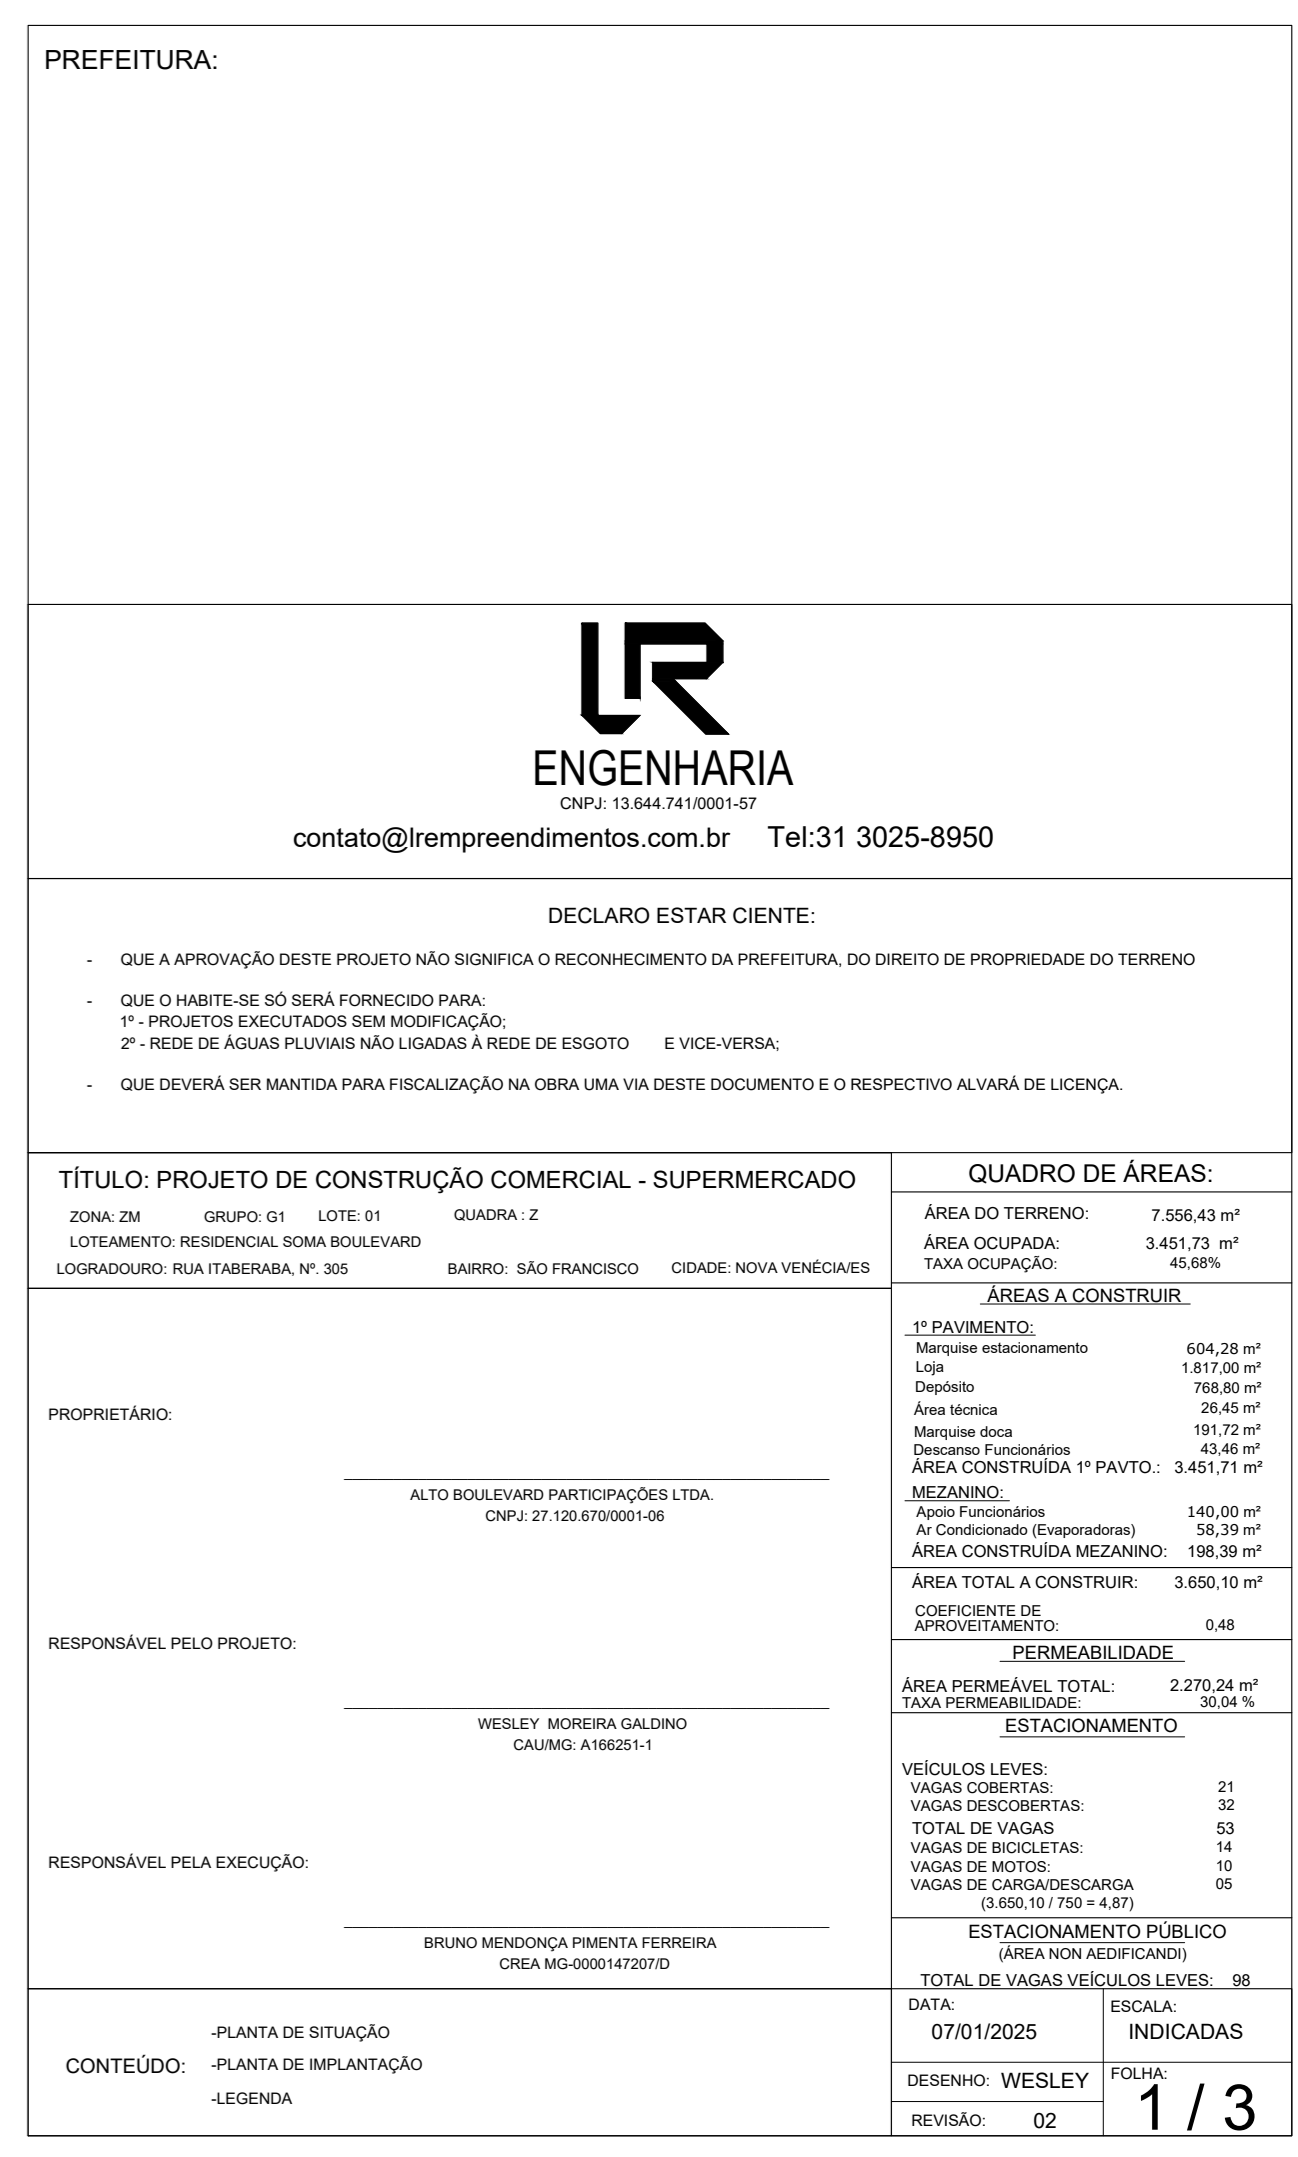 PREFEITURA:
LR
ENGENHARIA
CNPJ: 13.644.741/0001-57
contato@lrempreendimentos.com.br Tel:31 3025-8950
DECLARO ESTAR CIENTE:
- QUE A APROVAÇÃO DESTE PROJETO NÃO SIGNIFICA O RECONHECIMENTO DA PREFEITURA, DO DIREITO DE PROPRIEDADE DO TERRENO
- QUE O HABITE-SE SÓ SERÁ FORNECIDO PARA:
1º - PROJETOS EXECUTADOS SEM MODIFICAÇÃO;
2º - REDE DE ÁGUAS PLUVIAIS NÃO LIGADAS À REDE DE ESGOTO E VICE-VERSA;
- QUE DEVERÁ SER MANTIDA PARA FISCALIZAÇÃO NA OBRA UMA VIA DESTE DOCUMENTO E O RESPECTIVO ALVARÁ DE LICENÇA.
TÍTULO: PROJETO DE CONSTRUÇÃO COMERCIAL - SUPERMERCADO
ZONA: ZM GRUPO: G1 LOTE: 01 QUADRA : Z
LOTEAMENTO: RESIDENCIAL SOMA BOULEVARD
LOGRADOURO: RUA ITABERABA, Nº. 305 BAIRRO: SÃO FRANCISCO CIDADE: NOVA VENÉCIA/ES
PROPRIETÁRIO:
ALTO BOULEVARD PARTICIPAÇÕES LTDA.
CNPJ: 27.120.670/0001-06
RESPONSÁVEL PELO PROJETO:
WESLEY MOREIRA GALDINO
CAU/MG: A166251-1
RESPONSÁVEL PELA EXECUÇÃO:
BRUNO MENDONÇA PIMENTA FERREIRA
CREA MG-0000147207/D
QUADRO DE ÁREAS:
ÁREA DO TERRENO: 7.556,43 m²
ÁREA OCUPADA: 3.451,73 m²
TAXA OCUPAÇÃO: 45,68%
ÁREAS A CONSTRUIR
1º PAVIMENTO:
Marquise estacionamento 604,28 m²
Loja 1.817,00 m²
Depósito 768,80 m²
Área técnica 26,45 m²
Marquise doca 191,72 m²
Descanso Funcionários 43,46 m²
ÁREA CONSTRUÍDA 1º PAVTO.: 3.451,71 m²
MEZANINO:
Apoio Funcionários 140,00 m²
Ar Condicionado (Evaporadoras) 58,39 m²
ÁREA CONSTRUÍDA MEZANINO: 198,39 m²
ÁREA TOTAL A CONSTRUIR: 3.650,10 m²
COEFICIENTE DE
APROVEITAMENTO: 0,48
PERMEABILIDADE
ÁREA PERMEÁVEL TOTAL: 2.270,24 m²
TAXA PERMEABILIDADE: 30,04 %
ESTACIONAMENTO
VEÍCULOS LEVES:
VAGAS COBERTAS: 21
VAGAS DESCOBERTAS: 32
TOTAL DE VAGAS 53
VAGAS DE BICICLETAS: 14
VAGAS DE MOTOS: 10
VAGAS DE CARGA/DESCARGA 05
(3.650,10 / 750 = 4,87)
ESTACIONAMENTO PÚBLICO
(ÁREA NON AEDIFICANDI)
TOTAL DE VAGAS VEÍCULOS LEVES: 98
CONTEÚDO:
-PLANTA DE SITUAÇÃO
-PLANTA DE IMPLANTAÇÃO
-LEGENDA
DATA:
07/01/2025
ESCALA:
INDICADAS
DESENHO: WESLEY
REVISÃO: 02
FOLHA:
1 / 3